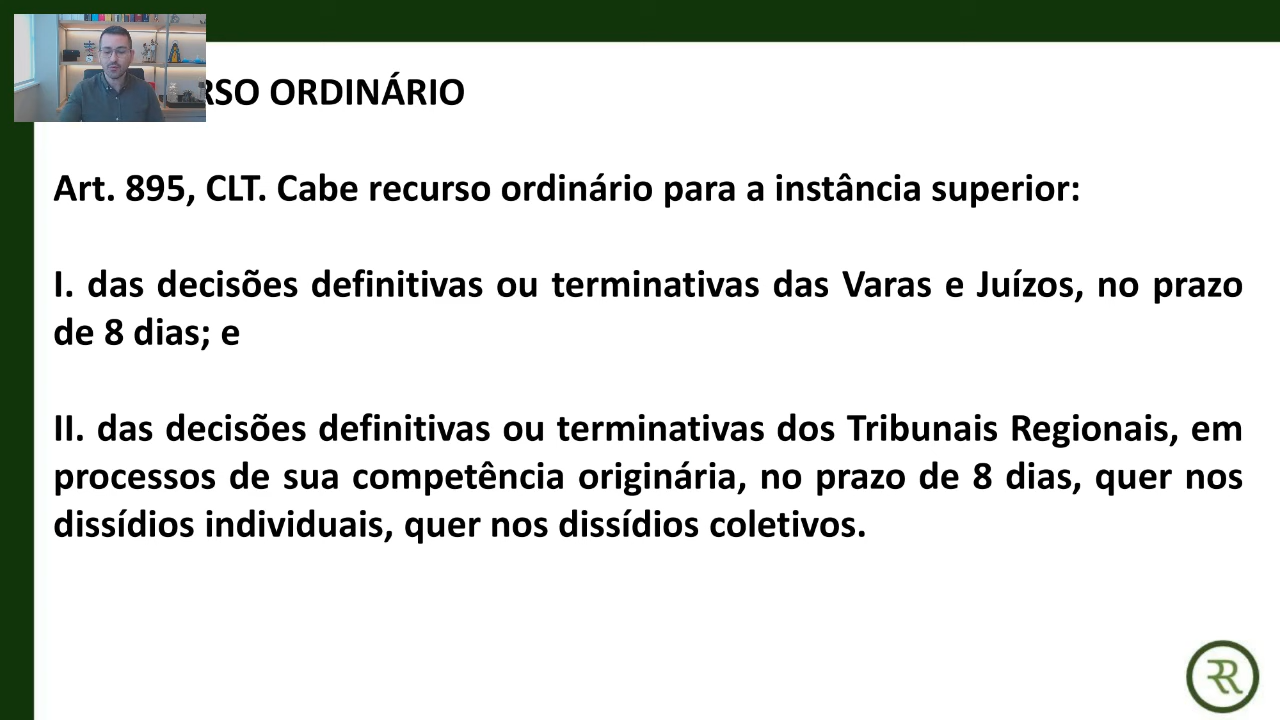 RSO ORDINÁRIO
Art. 895, CLT. Cabe recurso ordinário para a instância superior:
I. das decisões definitivas ou terminativas das Varas e Juízos, no prazo
de 8 dias; e
II. das decisões definitivas ou terminativas dos Tribunais Regionais, em
processos de sua competência originária, no prazo de 8 dias, quer nos
dissídios individuais, quer nos dissídios coletivos.